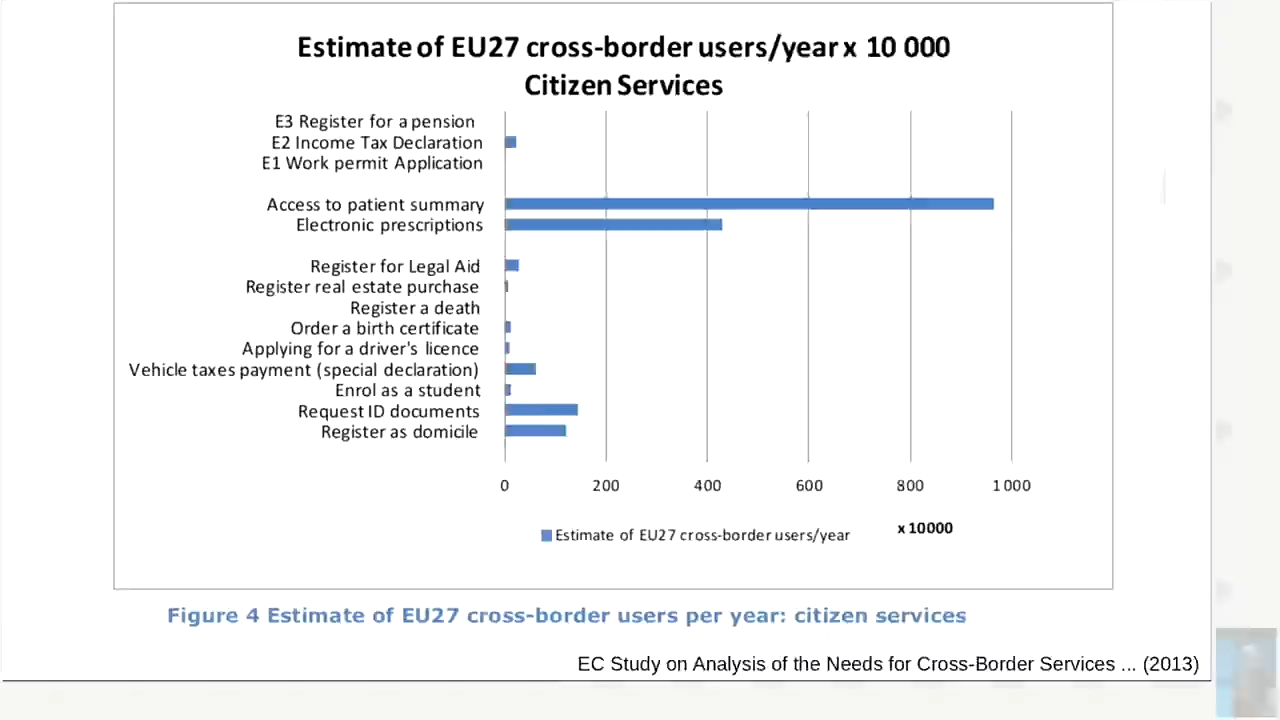 Estimate of EU27 cross-border users/year x 10 000
Citizen Services
E3 Register for a pension
E2 Income Tax Declaration
E1 Work permit Application
Access to patient summary
Electronic prescriptions
Register for Legal Aid
Register real estate purchase
Register a death
Order a birth certificate
Applying for a driver's licence
Vehicle taxes payment (special declaration)
Enrol as a student
Request ID documents
Register as domicile
0 200 400 600 800 1 000
x 10000
Estimate of EU27 cross-border users/year
Figure 4 Estimate of EU27 cross-border users per year: citizen services
EC Study on Analysis of the Needs for Cross-Border Services ... (2013)